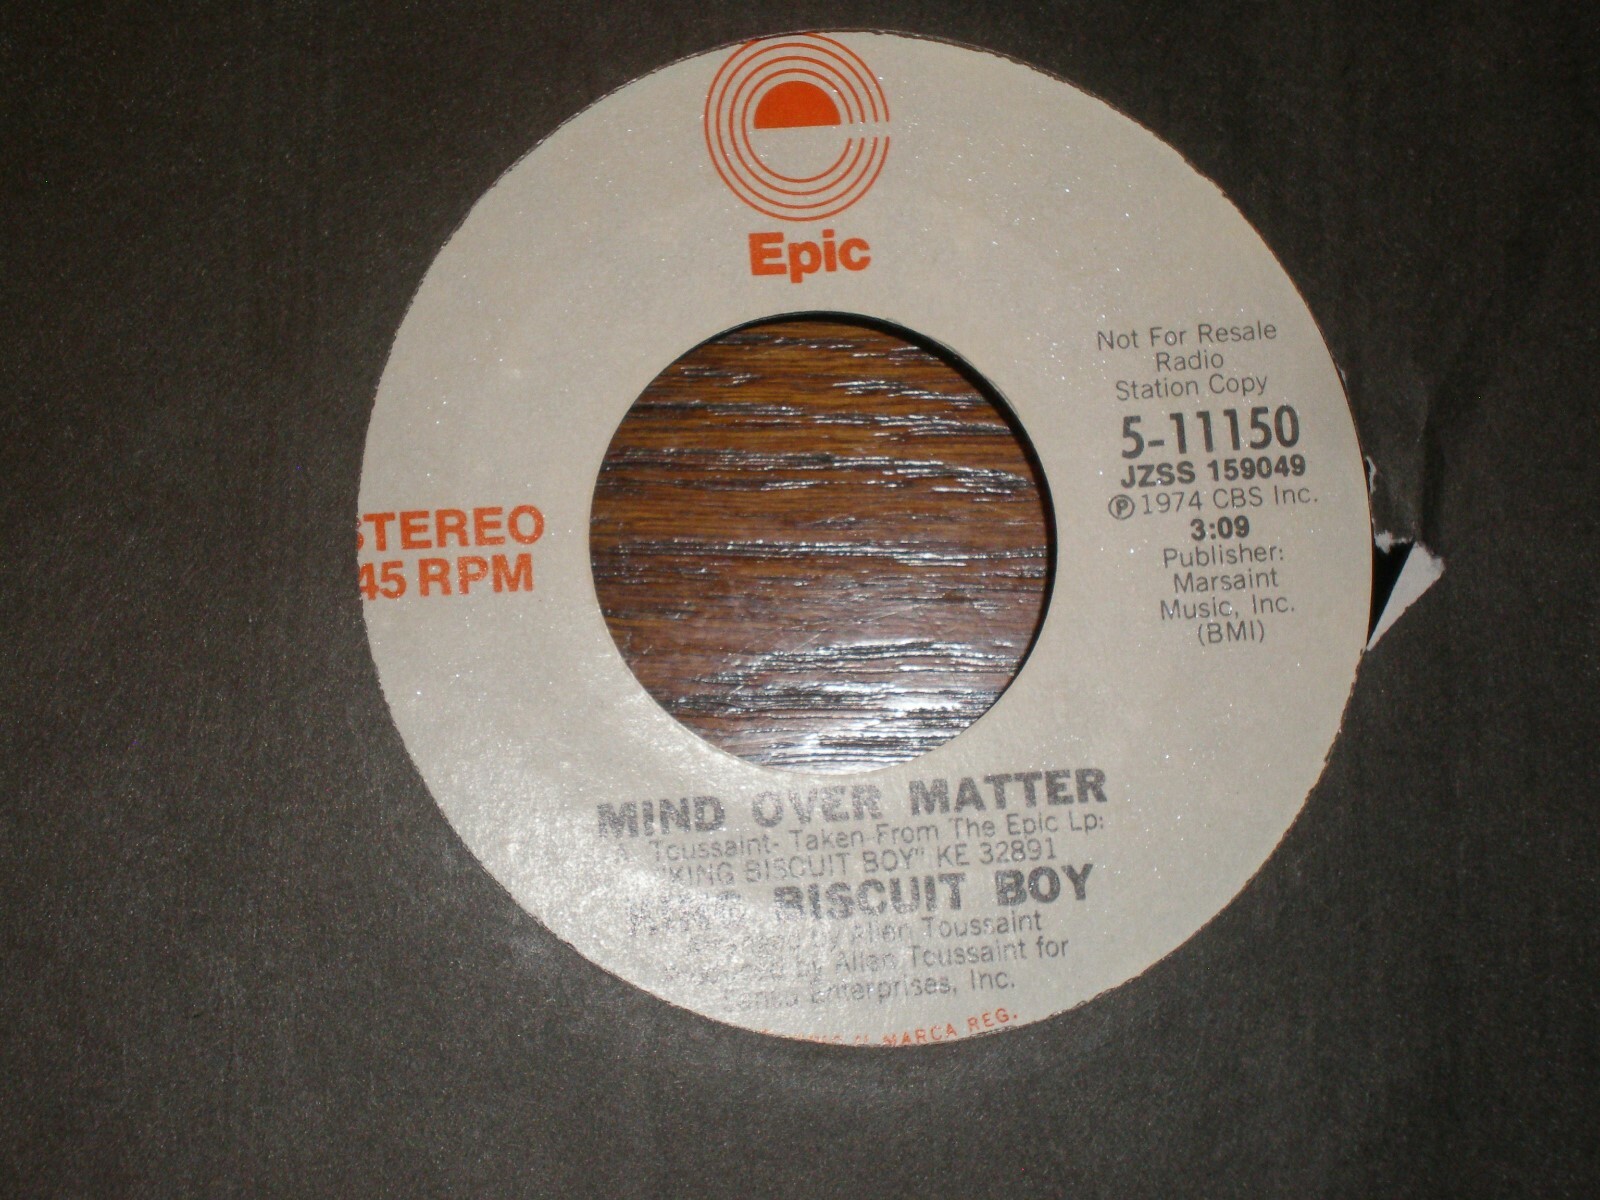 Epic
STEREO
45 RPM
Not For Resale
Radio
Station Copy
5-11150
JZSS 159049
Ⓟ 1974 CBS Inc.
3:09
Publisher:
Marsaint
Music, Inc.
(BMI)
MIND OVER MATTER
Toussaint- Taken From The Epic Lp:
"KING BISCUIT BOY" KE 32891
KING BISCUIT BOY
by Allen Toussaint
by Allen Toussaint for
Enterprises, Inc.
MARCA REG.